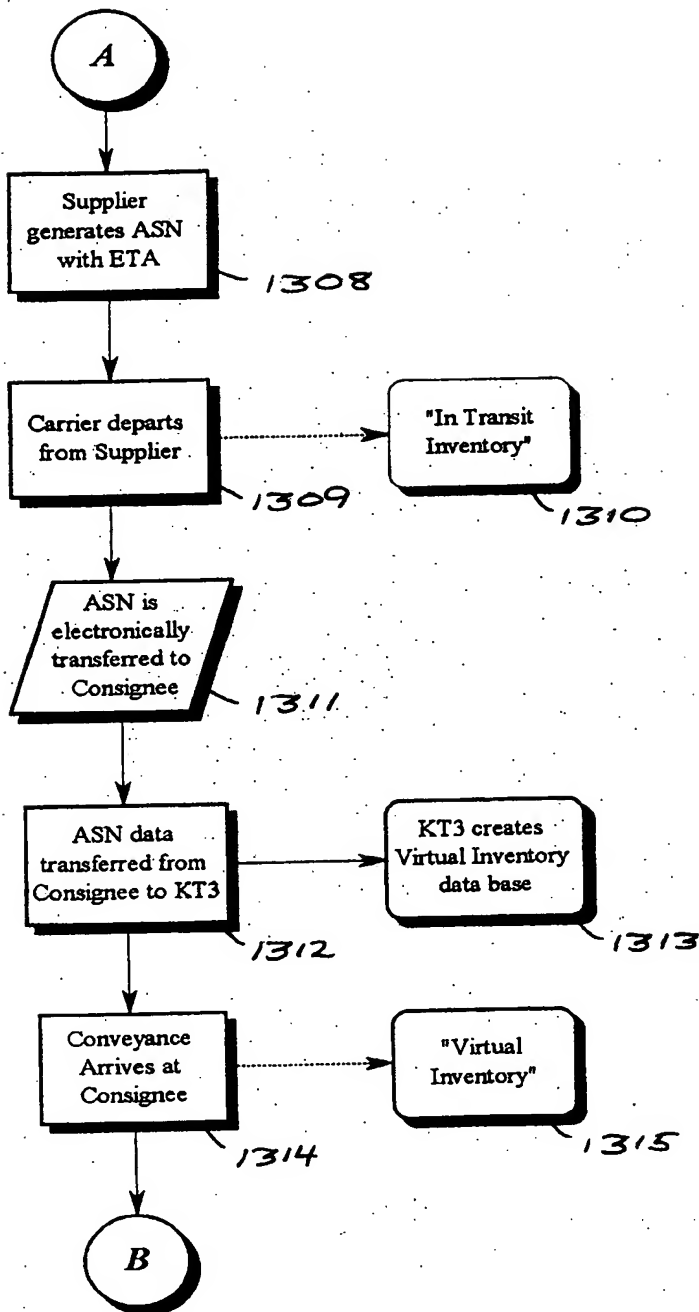 A
Supplier
generates ASN
with ETA
1308
Carrier departs
from Supplier
1309
"In Transit
Inventory"
1310
ASN is
electronically
transferred to
Consignee
1311
ASN data
transferred from
Consignee to KT3
1312
KT3 creates
Virtual Inventory
data base
1313
Conveyance
Arrives at
Consignee
1314
"Virtual
Inventory"
1315
B